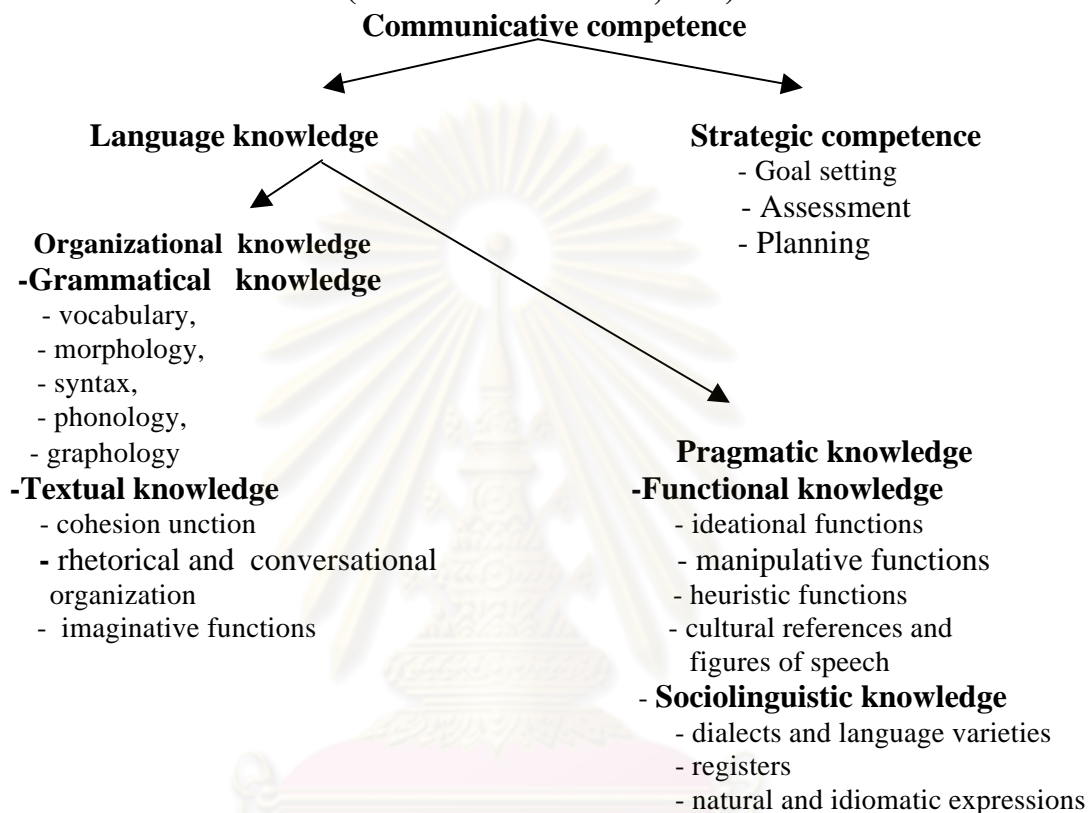 Communicative competence
Language knowledge
Strategic competence
- Goal setting
- Assessment
- Planning
Organizational knowledge
-Grammatical knowledge
- vocabulary,
- morphology,
- syntax,
- phonology,
- graphology
-Textual knowledge
- cohesion unction
- rhetorical and conversational
organization
- imaginative functions
Pragmatic knowledge
-Functional knowledge
- ideational functions
- manipulative functions
- heuristic functions
- cultural references and
figures of speech
- Sociolinguistic knowledge
- dialects and language varieties
- registers
- natural and idiomatic expressions